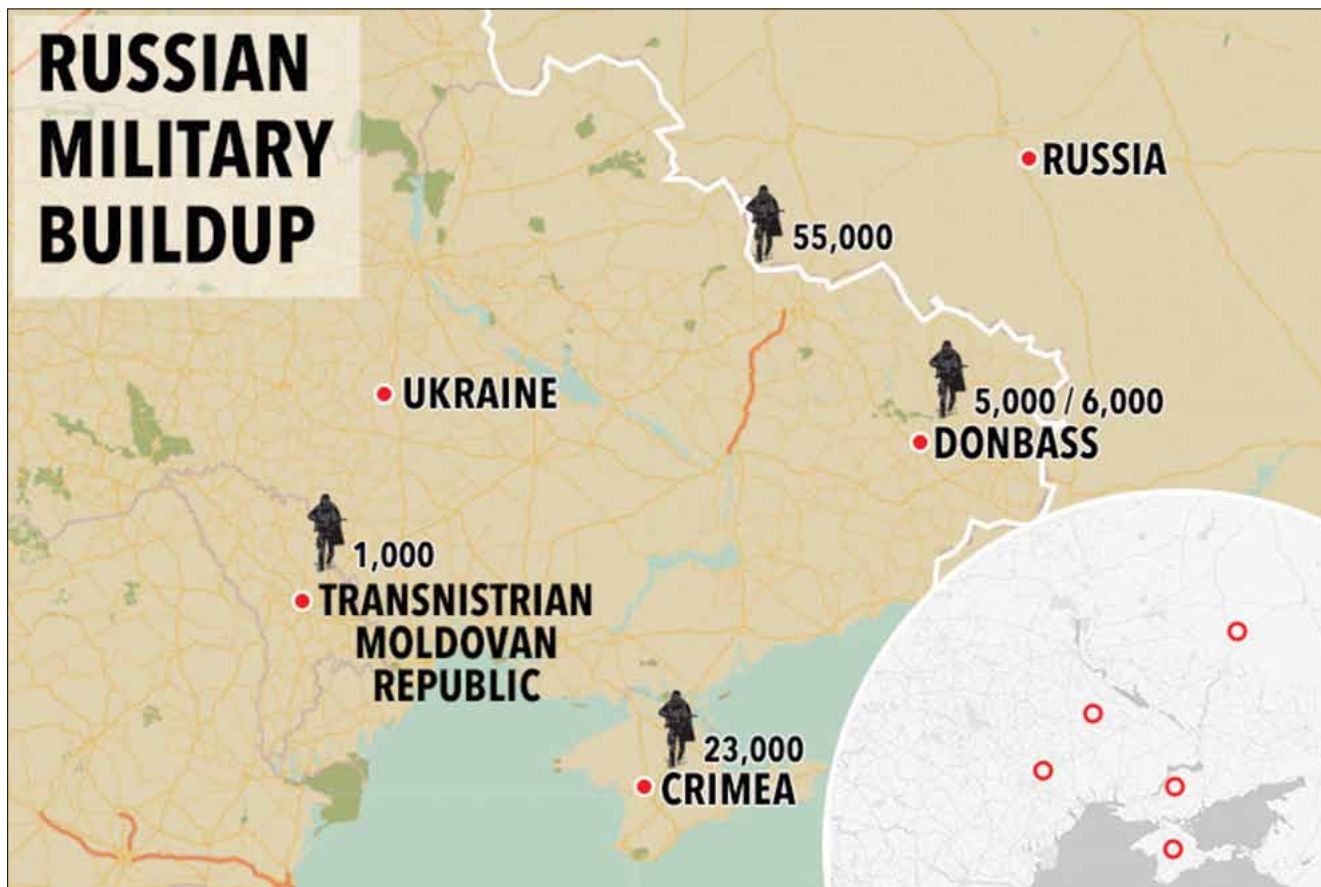 RUSSIAN
MILITARY
BUILDUP
RUSSIA
55,000
UKRAINE
5,000 / 6,000
DONBASS
1,000
TRANSNISTRIAN
MOLDOVAN
REPUBLIC
23,000
CRIMEA